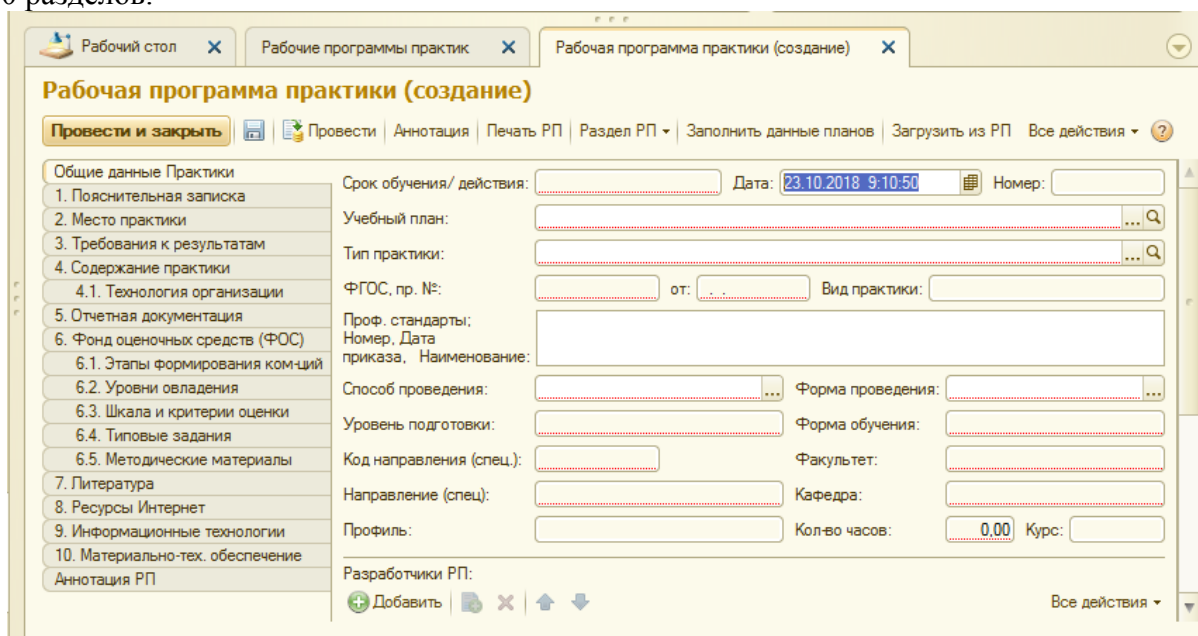 0 разделов.
Рабочий стол
Рабочие программы практик
Рабочая программа практики (создание)
Рабочая программа практики (создание)
Провести и закрыть Провести Аннотация Печать РП Раздел РП Заполнить данные планов Загрузить из РП Все действия ?
Общие данные Практики
1. Пояснительная записка
2. Место практики
3. Требования к результатам
4. Содержание практики
4.1. Технология организации
5. Отчетная документация
6. Фонд оценочных средств (ФОС)
6.1. Этапы формирования ком-ций
6.2. Уровни овладения
6.3. Шкала и критерии оценки
6.4. Типовые задания
6.5. Методические материалы
7. Литература
8. Ресурсы Интернет
9. Информационные технологии
10. Материально-тех. обеспечение
Аннотация РП
Срок обучения/ действия: Дата: 23.10.2018 9:10:50 Номер:
Учебный план: ...
Тип практики: ...
ФГОС, пр. №: от: . . Вид практики:
Проф. стандарты;
Номер, Дата
приказа, Наименование:
Способ проведения: ... Форма проведения: ...
Уровень подготовки: Форма обучения:
Код направления (спец.): Факультет:
Направление (спец): Кафедра:
Профиль: Кол-во часов: 0,00 Курс:
Разработчики РП:
Добавить Все действия